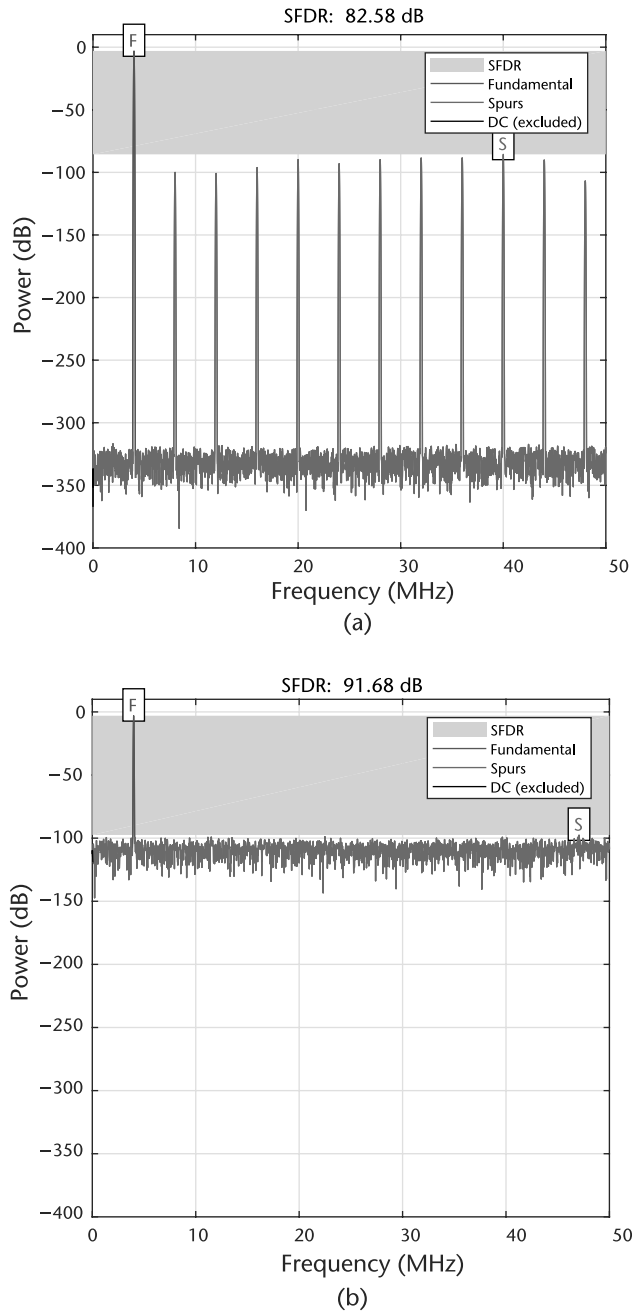 SFDR: 82.58 dB
F
0
SFDR
Fundamental
Spurs
DC (excluded)
−50
S
−100
−150
−200
−250
−300
−350
−400
Power (dB)
0
10
20
30
40
50
Frequency (MHz)
(a)
SFDR: 91.68 dB
F
0
SFDR
Fundamental
Spurs
DC (excluded)
−50
S
−100
−150
−200
−250
−300
−350
−400
Power (dB)
0
10
20
30
40
50
Frequency (MHz)
(b)